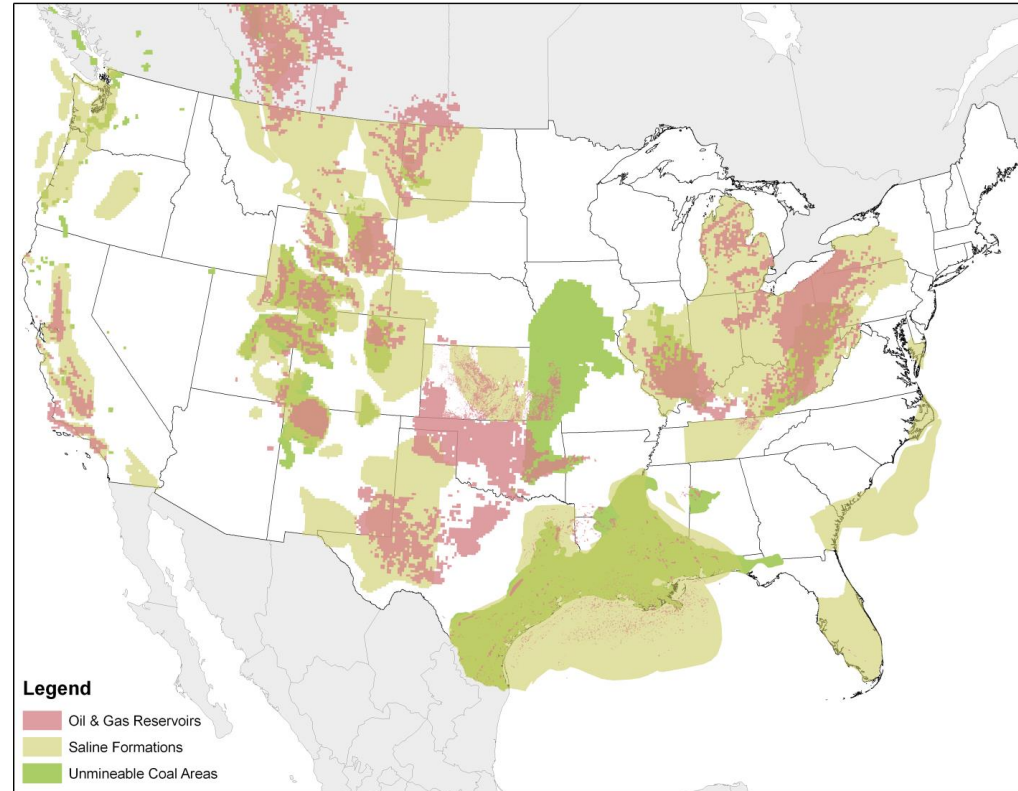 Legend
Oil & Gas Reservoirs
Saline Formations
Unmineable Coal Areas